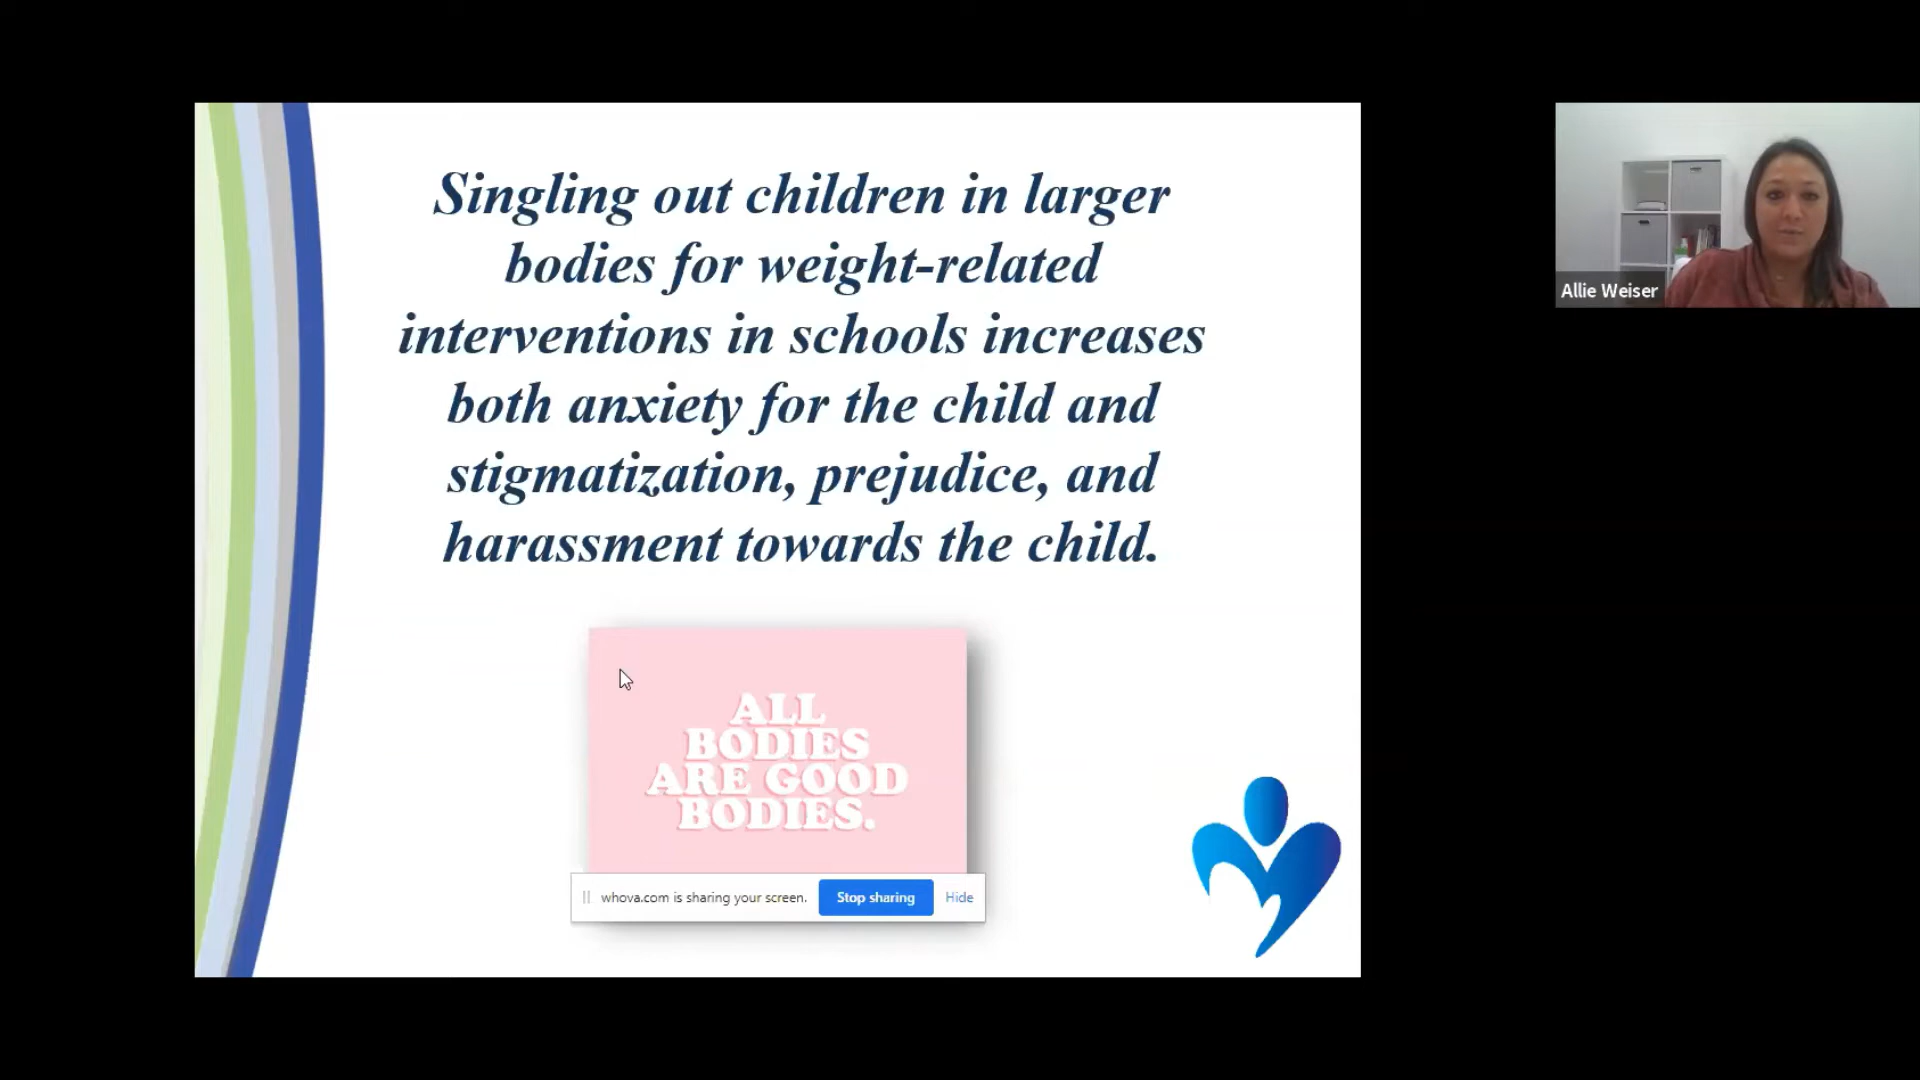 Singling out children in larger
bodies for weight-related
interventions in schools increases
both anxiety for the child and
stigmatization, prejudice, and
harassment towards the child.
ALL
BODIES
ARE GOOD
BODIES.
whova.com is sharing your screen. Stop sharing Hide
Allie Weiser